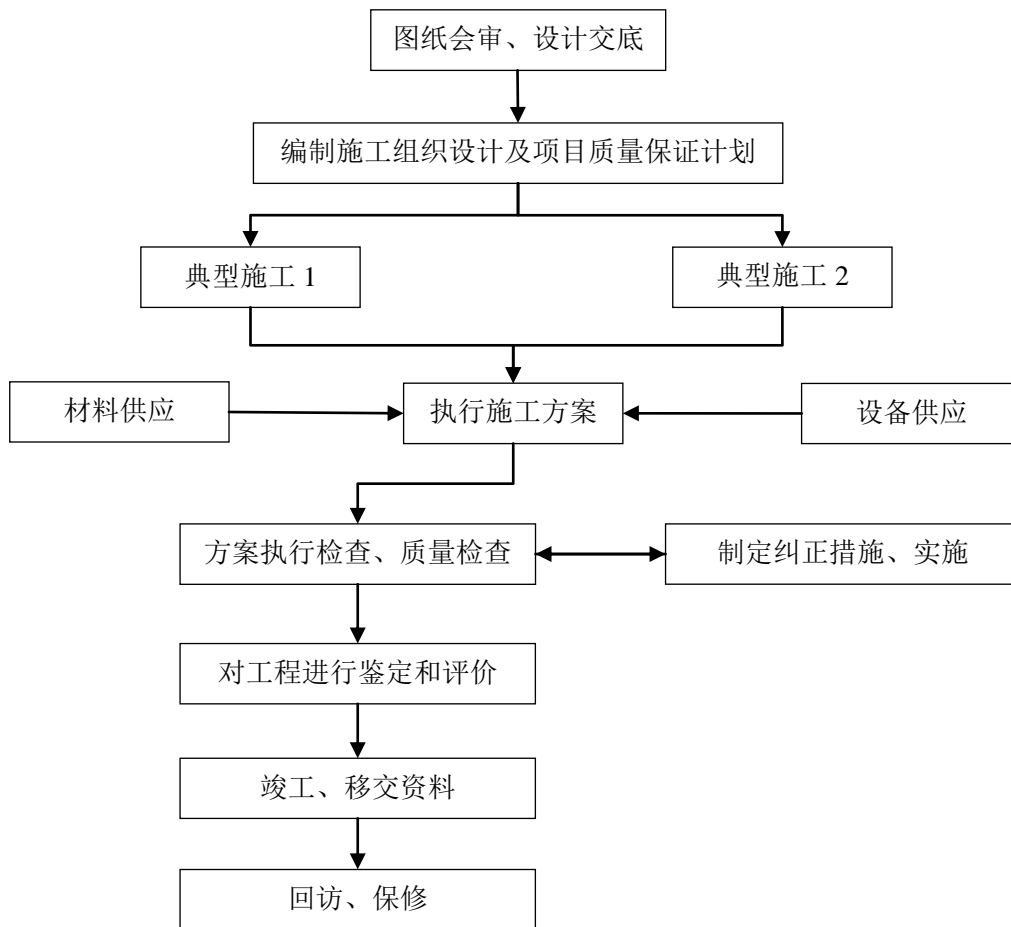 图纸会审、设计交底
编制施工组织设计及项目质量保证计划
典型施工 1
典型施工 2
材料供应
执行施工方案
设备供应
方案执行检查、质量检查
制定纠正措施、实施
对工程进行鉴定和评价
竣工、移交资料
回访、保修